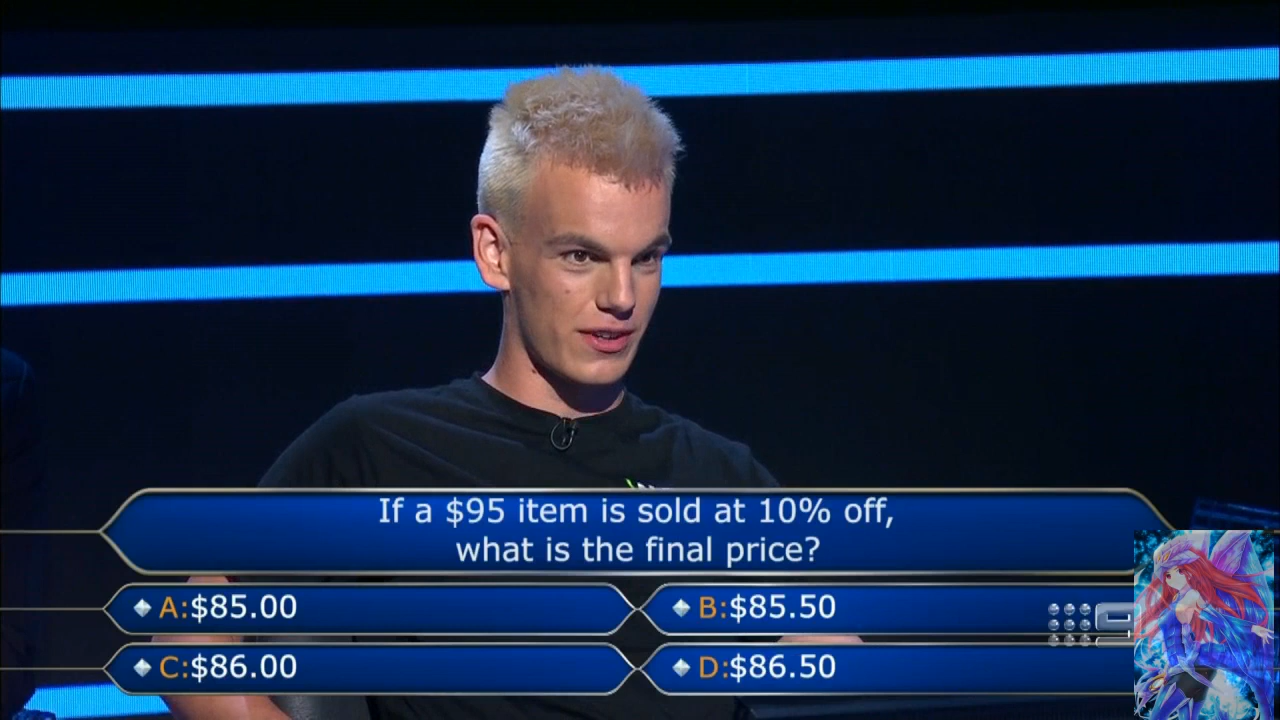 If a $95 item is sold at 10% off,
what is the final price?
A:$85.00
B:$85.50
C:$86.00
D:$86.50